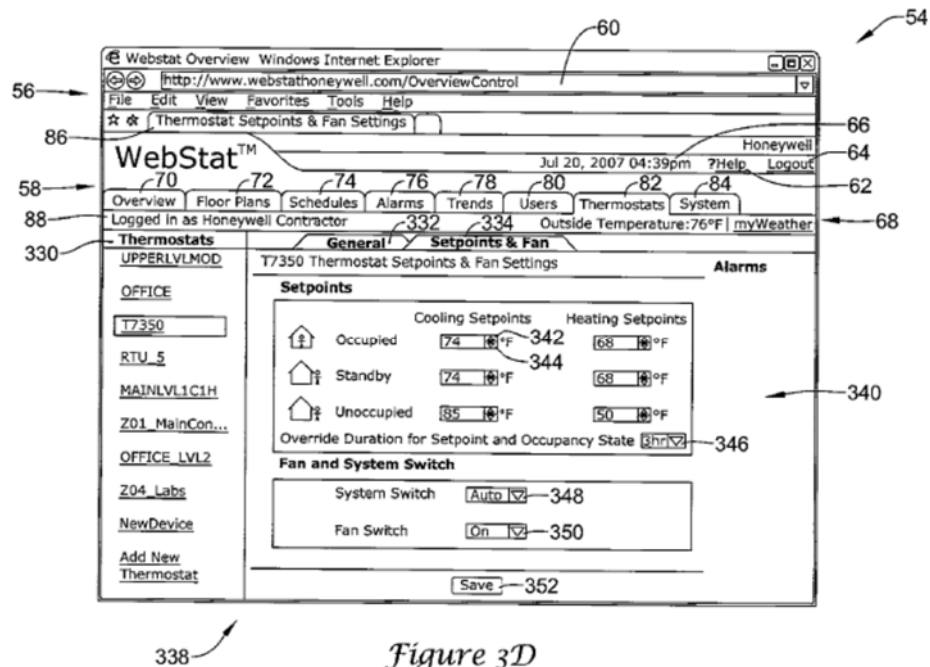 54
60
Webstat Overview Windows Internet Explorer
http://www.webstathoneywell.com/OverviewControl
56
File Edit View Favorites Tools Help
86
Thermostat Setpoints & Fan Settings
66
Honeywell
64
WebStat™
Jul 20, 2007 04:39pm ?Help Logout
58
70 72 74 76 78 80 82 84 62
Overview Floor Plans Schedules Alarms Trends Users Thermostats System
68
88
Logged in as Honeywell Contractor 332 334 Outside Temperature:76°F | myWeather
330
Thermostats General Setpoints & Fan
UPPERLVLMOD T7350 Thermostat Setpoints & Fan Settings Alarms
OFFICE Setpoints
Cooling Setpoints Heating Setpoints
T7350 Occupied 74 °F 342 68 °F
344
RTU_5 Standby 74 °F 68 °F
340
MAINLVL1C1H Unoccupied 85 °F 50 °F
Z01_MainCon...
Override Duration for Setpoint and Occupancy State 3hr 346
OFFICE_LVL2 Fan and System Switch
Z04_Labs System Switch Auto 348
NewDevice Fan Switch On 350
Add New
Thermostat
Save 352
338
Figure 3D